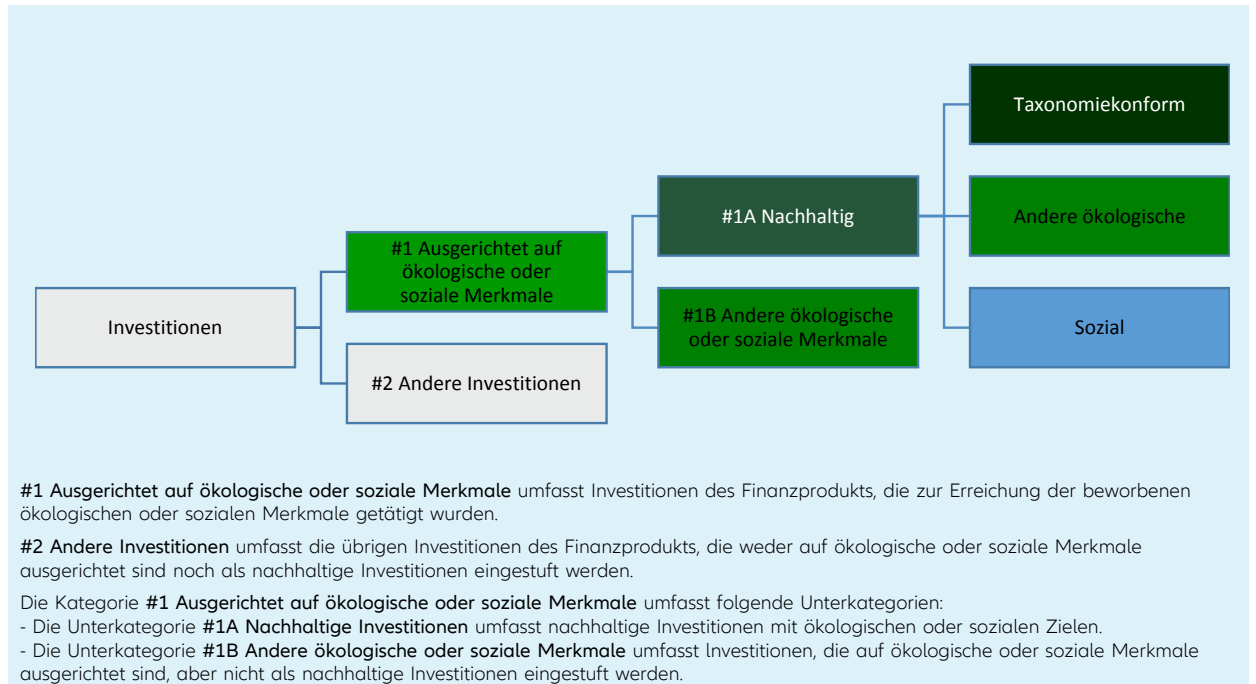 Taxonomiekonform
#1A Nachhaltig
Andere ökologische
#1 Ausgerichtet auf
ökologische oder
soziale Merkmale
Investitionen
#1B Andere ökologische
oder soziale Merkmale
Sozial
#2 Andere Investitionen
#1 Ausgerichtet auf ökologische oder soziale Merkmale umfasst Investitionen des Finanzprodukts, die zur Erreichung der beworbenen
ökologischen oder sozialen Merkmale getätigt wurden.
#2 Andere Investitionen umfasst die übrigen Investitionen des Finanzprodukts, die weder auf ökologische oder soziale Merkmale
ausgerichtet sind noch als nachhaltige Investitionen eingestuft werden.
Die Kategorie #1 Ausgerichtet auf ökologische oder soziale Merkmale umfasst folgende Unterkategorien:
- Die Unterkategorie #1A Nachhaltige Investitionen umfasst nachhaltige Investitionen mit ökologischen oder sozialen Zielen.
- Die Unterkategorie #1B Andere ökologische oder soziale Merkmale umfasst Investitionen, die auf ökologische oder soziale Merkmale
ausgerichtet sind, aber nicht als nachhaltige Investitionen eingestuft werden.